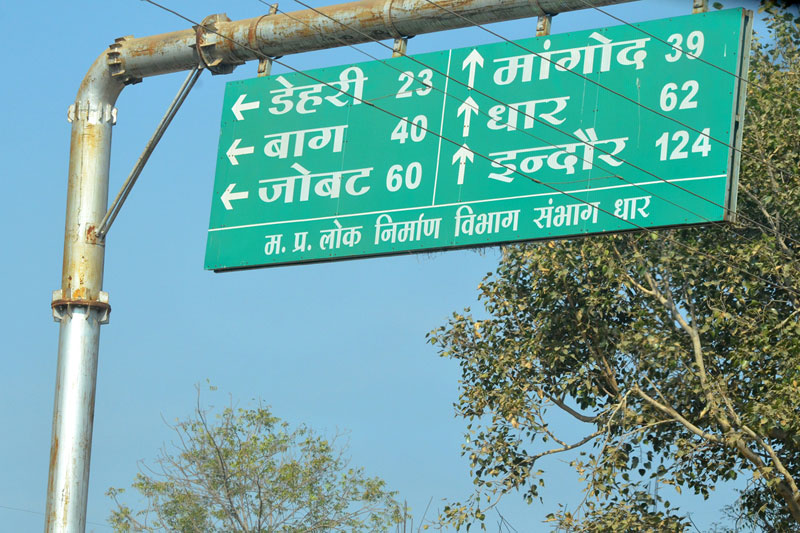 ← डेहरी 23
← बाग 40
← जोबट 60
↑ मांगोद 39
↑ धार 62
↑ इन्दौर 124
म. प्र. लोक निर्माण विभाग संभाग धार